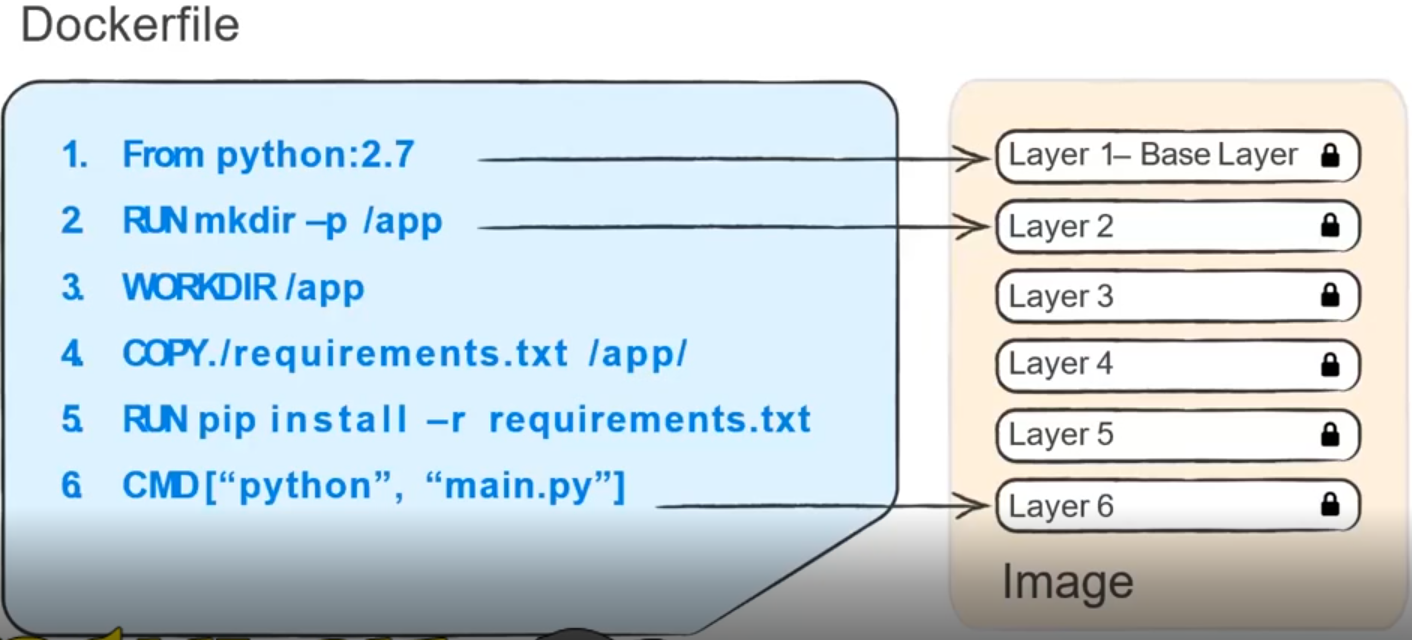 Dockerfile
1. From python:2.7
2 RUN mkdir –p /app
3. WORKDIR /app
4. COPY./requirements.txt /app/
5. RUN pip install –r requirements.txt
6. CMD [“python”, “main.py”]
Layer 1– Base Layer
Layer 2
Layer 3
Layer 4
Layer 5
Layer 6
Image